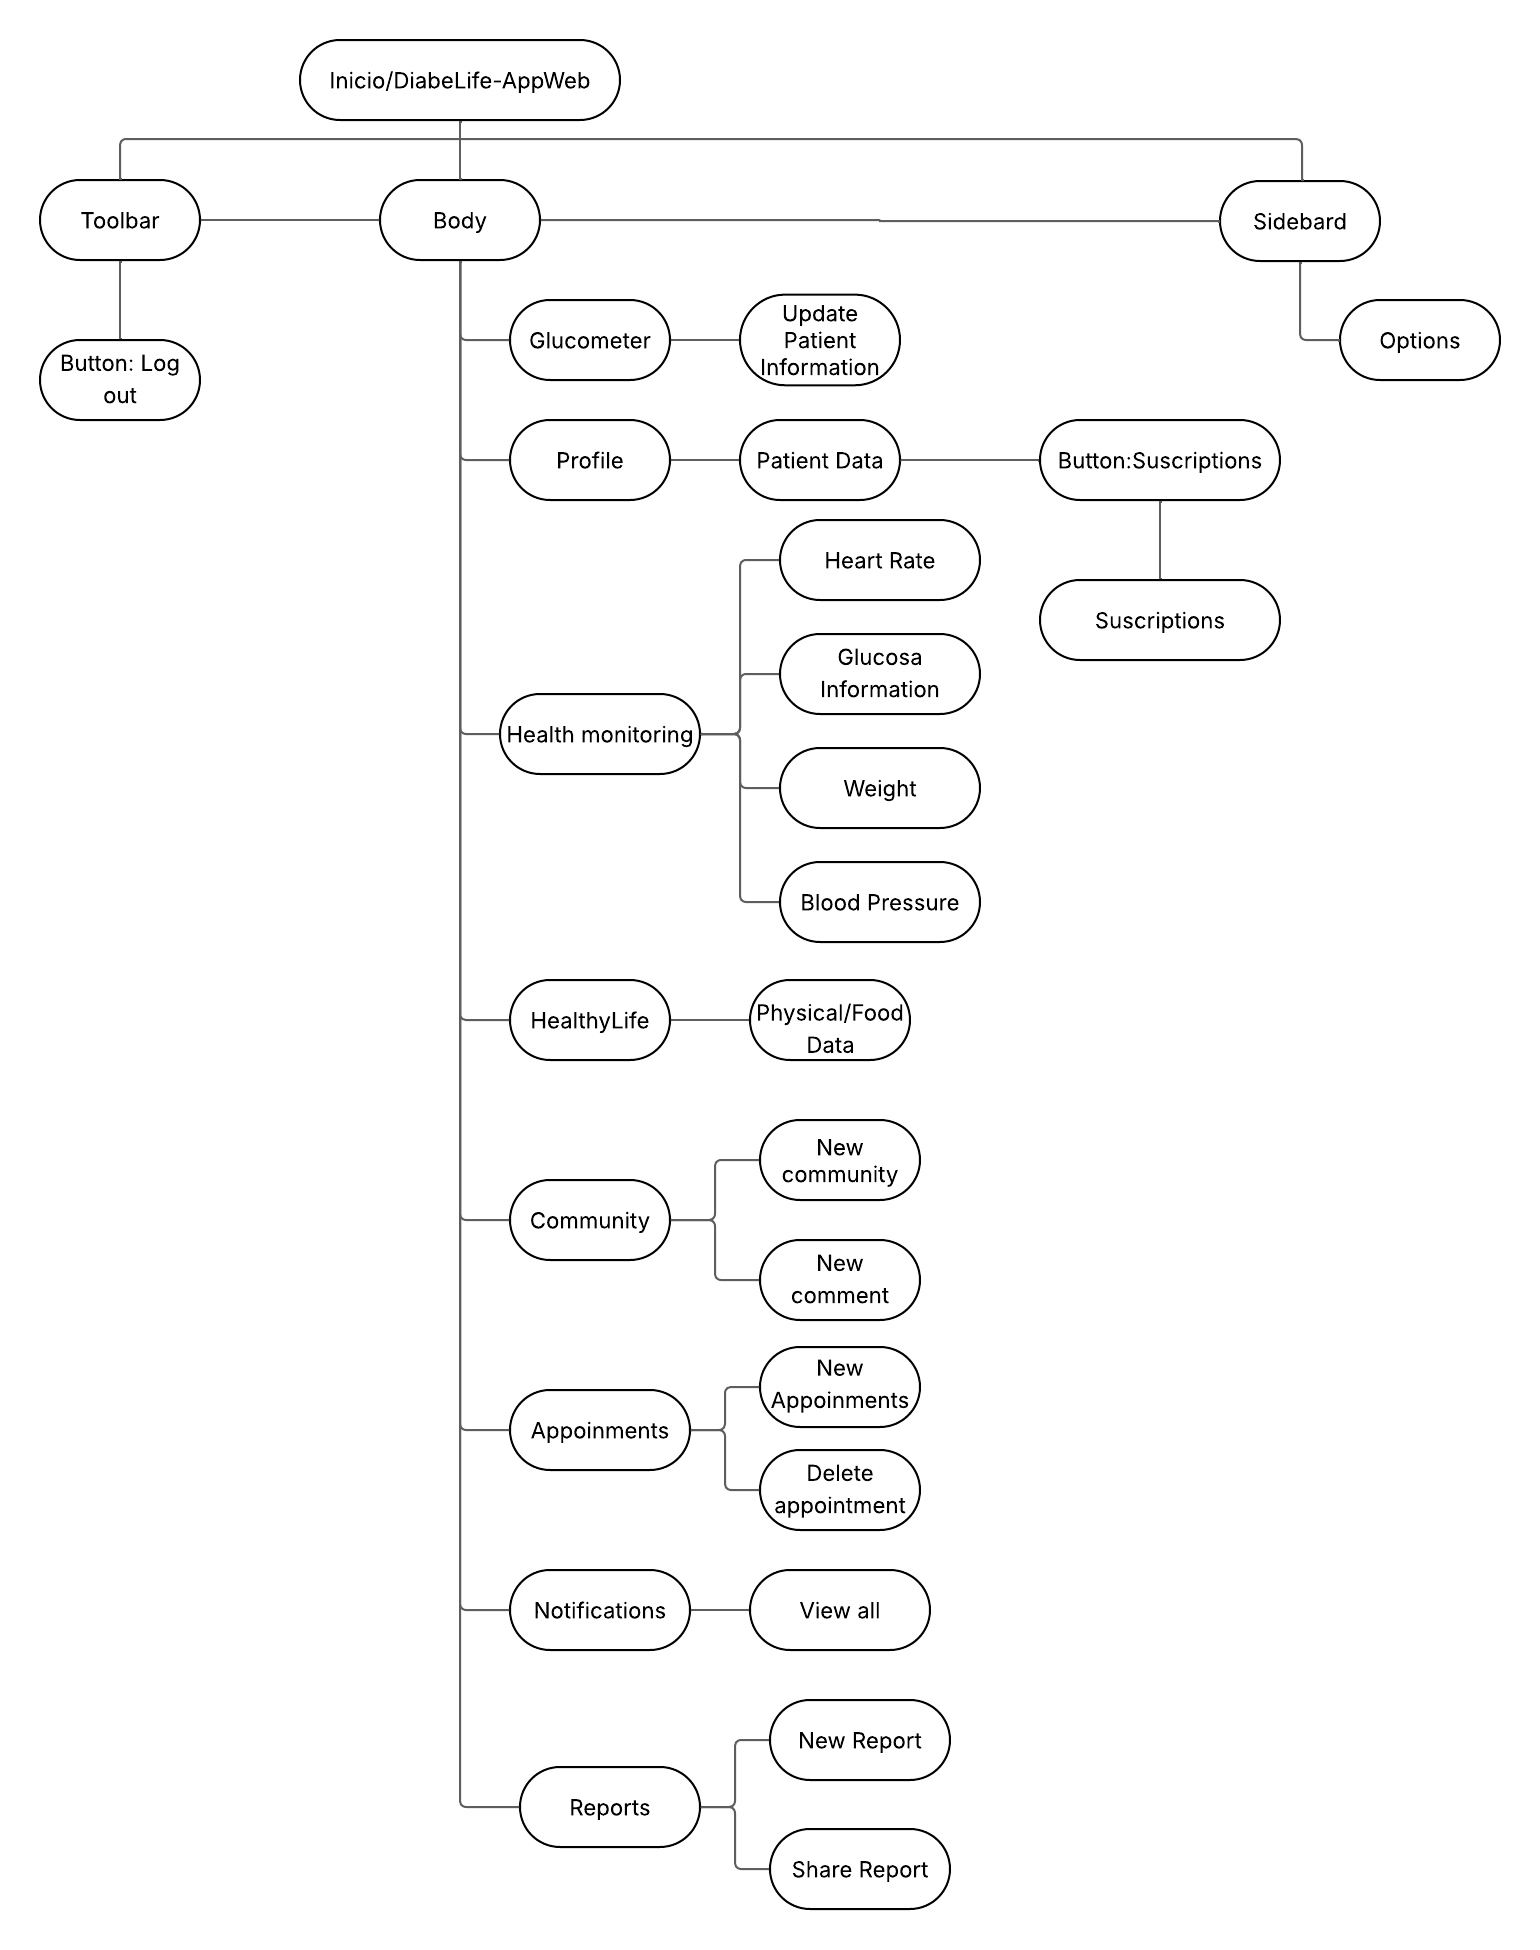 Inicio/DiabeLife-AppWeb
Toolbar
Body
Sidebard
Button: Log
out
Glucometer
Update
Patient
Information
Options
Profile
Patient Data
Button:Suscriptions
Suscriptions
Health monitoring
Heart Rate
Glucosa
Information
Weight
Blood Pressure
HealthyLife
Physical/Food
Data
Community
New
community
New
comment
Appoinments
New
Appoinments
Delete
appointment
Notifications
View all
Reports
New Report
Share Report